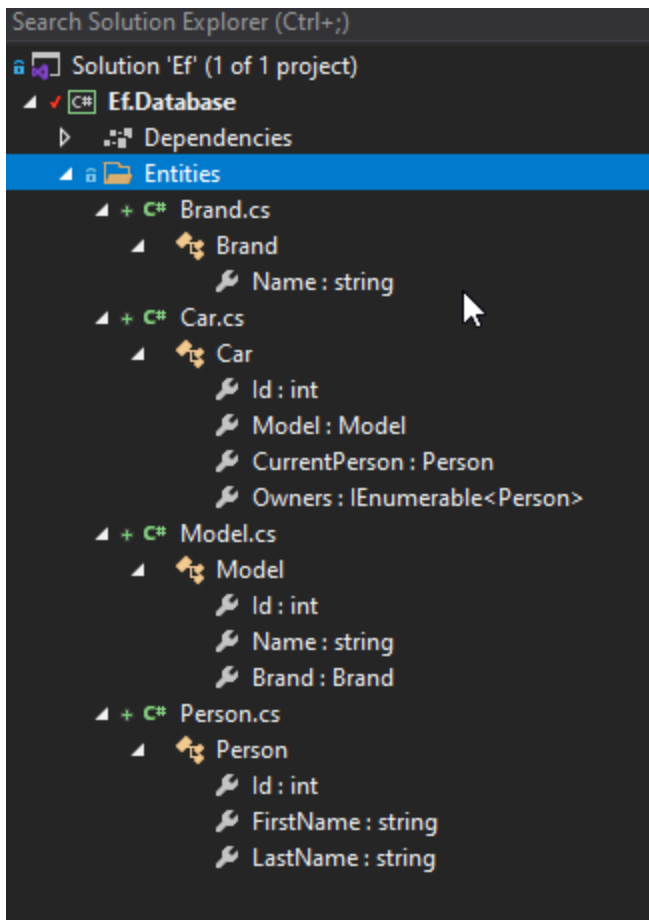 Search Solution Explorer (Ctrl+;)
Solution 'Ef' (1 of 1 project)
C# Ef.Database
Dependencies
Entities
C# Brand.cs
Brand
Name : string
C# Car.cs
Car
Id : int
Model : Model
CurrentPerson : Person
Owners : IEnumerable<Person>
C# Model.cs
Model
Id : int
Name : string
Brand : Brand
C# Person.cs
Person
Id : int
FirstName : string
LastName : string